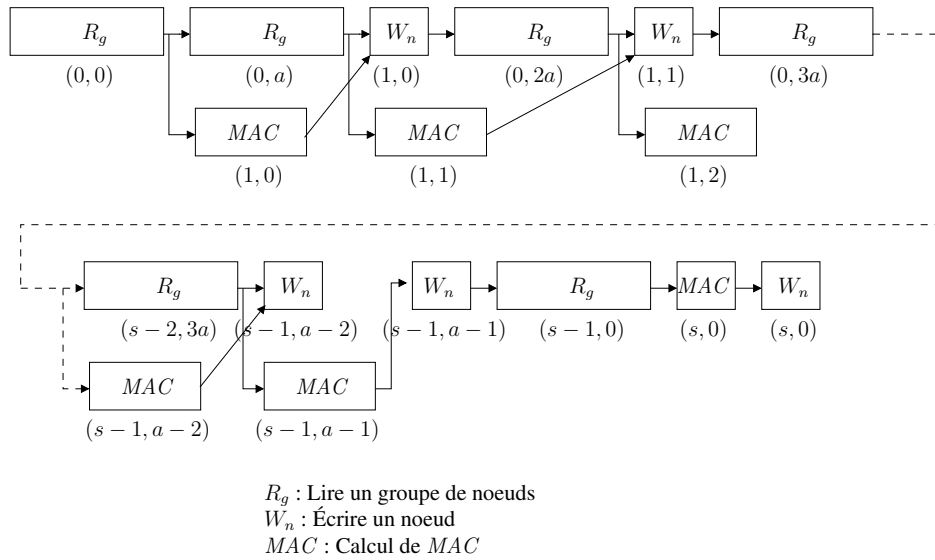 R_g R_g W_n R_g W_n R_g
(0, 0) (0, a) (1, 0) (0, 2a) (1, 1) (0, 3a)
MAC MAC MAC
(1, 0) (1, 1) (1, 2)
R_g W_n W_n R_g MAC W_n
(s − 2, 3a) (s − 1, a − 2) (s − 1, a − 1) (s − 1, 0) (s, 0) (s, 0)
MAC MAC
(s − 1, a − 2) (s − 1, a − 1)
R_g : Lire un groupe de noeuds
W_n : Écrire un noeud
MAC : Calcul de MAC